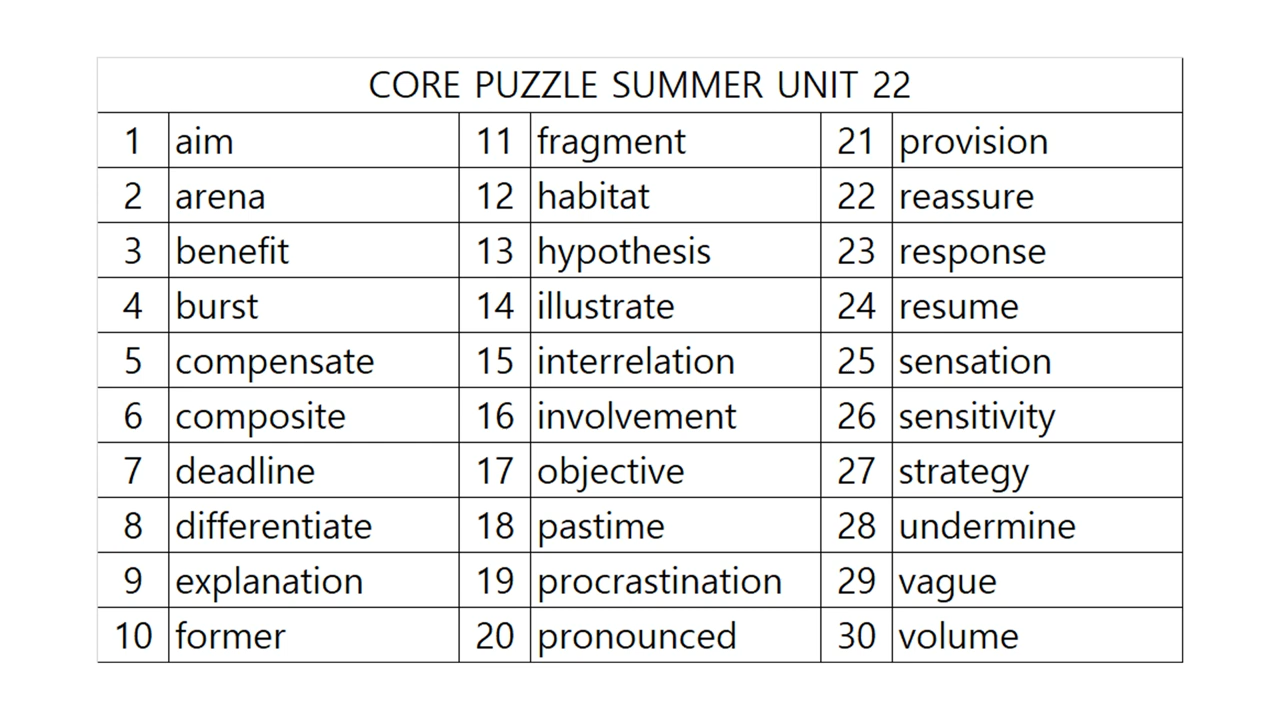 CORE PUZZLE SUMMER UNIT 22
1 aim 11 fragment 21 provision
2 arena 12 habitat 22 reassure
3 benefit 13 hypothesis 23 response
4 burst 14 illustrate 24 resume
5 compensate 15 interrelation 25 sensation
6 composite 16 involvement 26 sensitivity
7 deadline 17 objective 27 strategy
8 differentiate 18 pastime 28 undermine
9 explanation 19 procrastination 29 vague
10 former 20 pronounced 30 volume